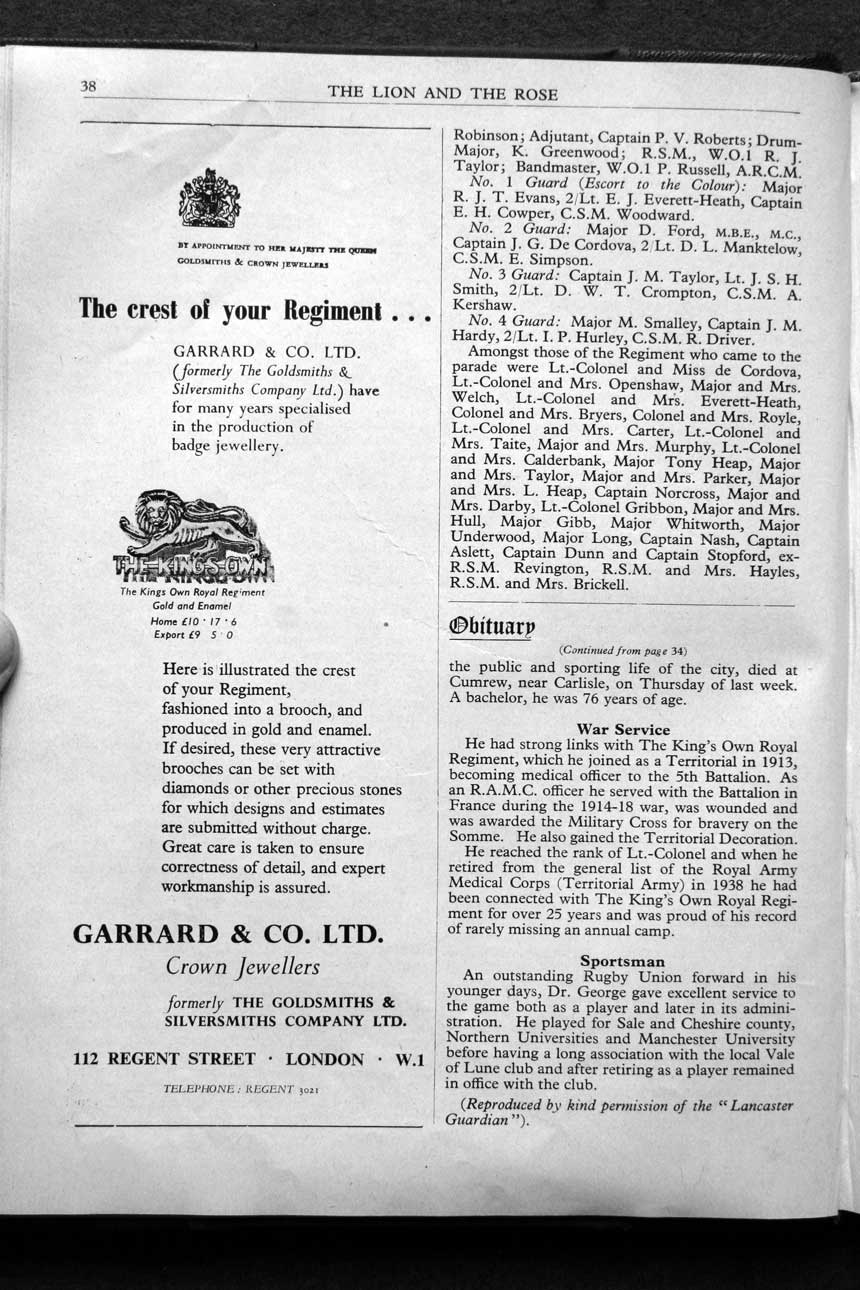 38
THE LION AND THE ROSE
BY APPOINTMENT TO HER MAJESTY THE QUEEN
GOLDSMITHS & CROWN JEWELLERS
The crest of your Regiment . . .
GARRARD & CO. LTD.
(formerly The Goldsmiths &
Silversmiths Company Ltd.) have
for many years specialised
in the production of
badge jewellery.
THE KING'S OWN
The Kings Own Royal Regiment
Gold and Enamel
Home £10 · 17 · 6
Export £9 5 · 0
Here is illustrated the crest
of your Regiment,
fashioned into a brooch, and
produced in gold and enamel.
If desired, these very attractive
brooches can be set with
diamonds or other precious stones
for which designs and estimates
are submitted without charge.
Great care is taken to ensure
correctness of detail, and expert
workmanship is assured.
GARRARD & CO. LTD.
Crown Jewellers
formerly THE GOLDSMITHS &
SILVERSMITHS COMPANY LTD.
112 REGENT STREET · LONDON · W.1
TELEPHONE: REGENT 3021
Robinson; Adjutant, Captain P. V. Roberts; Drum-
Major, K. Greenwood; R.S.M., W.O.1 R. J.
Taylor; Bandmaster, W.O.1 P. Russell, A.R.C.M.
No. 1 Guard (Escort to the Colour): Major
R. J. T. Evans, 2/Lt. E. J. Everett-Heath, Captain
E. H. Cowper, C.S.M. Woodward.
No. 2 Guard: Major D. Ford, M.B.E., M.C.,
Captain J. G. De Cordova, 2/Lt. D. L. Manktelow,
C.S.M. E. Simpson.
No. 3 Guard: Captain J. M. Taylor, Lt. J. S. H.
Smith, 2/Lt. D. W. T. Crompton, C.S.M. A.
Kershaw.
No. 4 Guard: Major M. Smalley, Captain J. M.
Hardy, 2/Lt. I. P. Hurley, C.S.M. R. Driver.
Amongst those of the Regiment who came to the
parade were Lt.-Colonel and Miss de Cordova,
Lt.-Colonel and Mrs. Openshaw, Major and Mrs.
Welch, Lt.-Colonel and Mrs. Everett-Heath,
Colonel and Mrs. Bryers, Colonel and Mrs. Royle,
Lt.-Colonel and Mrs. Carter, Lt.-Colonel and
Mrs. Taite, Major and Mrs. Murphy, Lt.-Colonel
and Mrs. Calderbank, Major Tony Heap, Major
and Mrs. Taylor, Major and Mrs. Parker, Major
and Mrs. L. Heap, Captain Norcross, Major and
Mrs. Darby, Lt.-Colonel Gribbon, Major and Mrs.
Hull, Major Gibb, Major Whitworth, Major
Underwood, Major Long, Captain Nash, Captain
Aslett, Captain Dunn and Captain Stopford, ex-
R.S.M. Revington, R.S.M. and Mrs. Hayles,
R.S.M. and Mrs. Brickell.
Obituary
(Continued from page 34)
the public and sporting life of the city, died at
Cumrew, near Carlisle, on Thursday of last week.
A bachelor, he was 76 years of age.
War Service
He had strong links with The King's Own Royal
Regiment, which he joined as a Territorial in 1913,
becoming medical officer to the 5th Battalion. As
an R.A.M.C. officer he served with the Battalion in
France during the 1914-18 war, was wounded and
was awarded the Military Cross for bravery on the
Somme. He also gained the Territorial Decoration.
He reached the rank of Lt.-Colonel and when he
retired from the general list of the Royal Army
Medical Corps (Territorial Army) in 1938 he had
been connected with The King's Own Royal Regi-
ment for over 25 years and was proud of his record
of rarely missing an annual camp.
Sportsman
An outstanding Rugby Union forward in his
younger days, Dr. George gave excellent service to
the game both as a player and later in its admini-
stration. He played for Sale and Cheshire county,
Northern Universities and Manchester University
before having a long association with the local Vale
of Lune club and after retiring as a player remained
in office with the club.
(Reproduced by kind permission of the "Lancaster
Guardian").